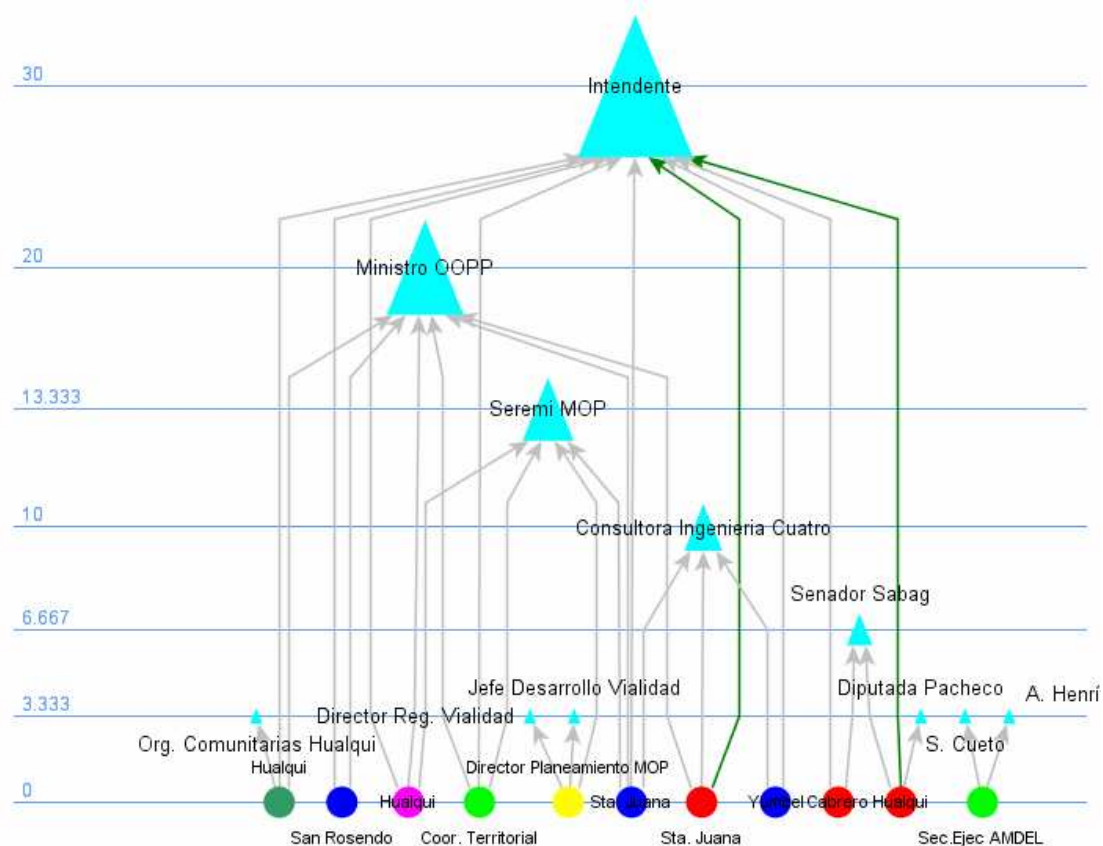 30
Intendente
20
Ministro OOPP
13.333
Seremi MOP
10
Consultora Ingenieria Cuatro
Senador Sabag
6.667
Jefe Desarrollo Vialidad
Diputada Pacheco
A. Henrí
3.333
Director Reg. Vialidad
Org. Comunitarias Hualqui
S. Cueto
Hualqui
Director Planeamiento MOP
0
Hualqui
Sta. Juana
Cabrero
Hualqui
San Rosendo
Coor. Territorial
Sta. Juana
Sec.Ejec AMDEL